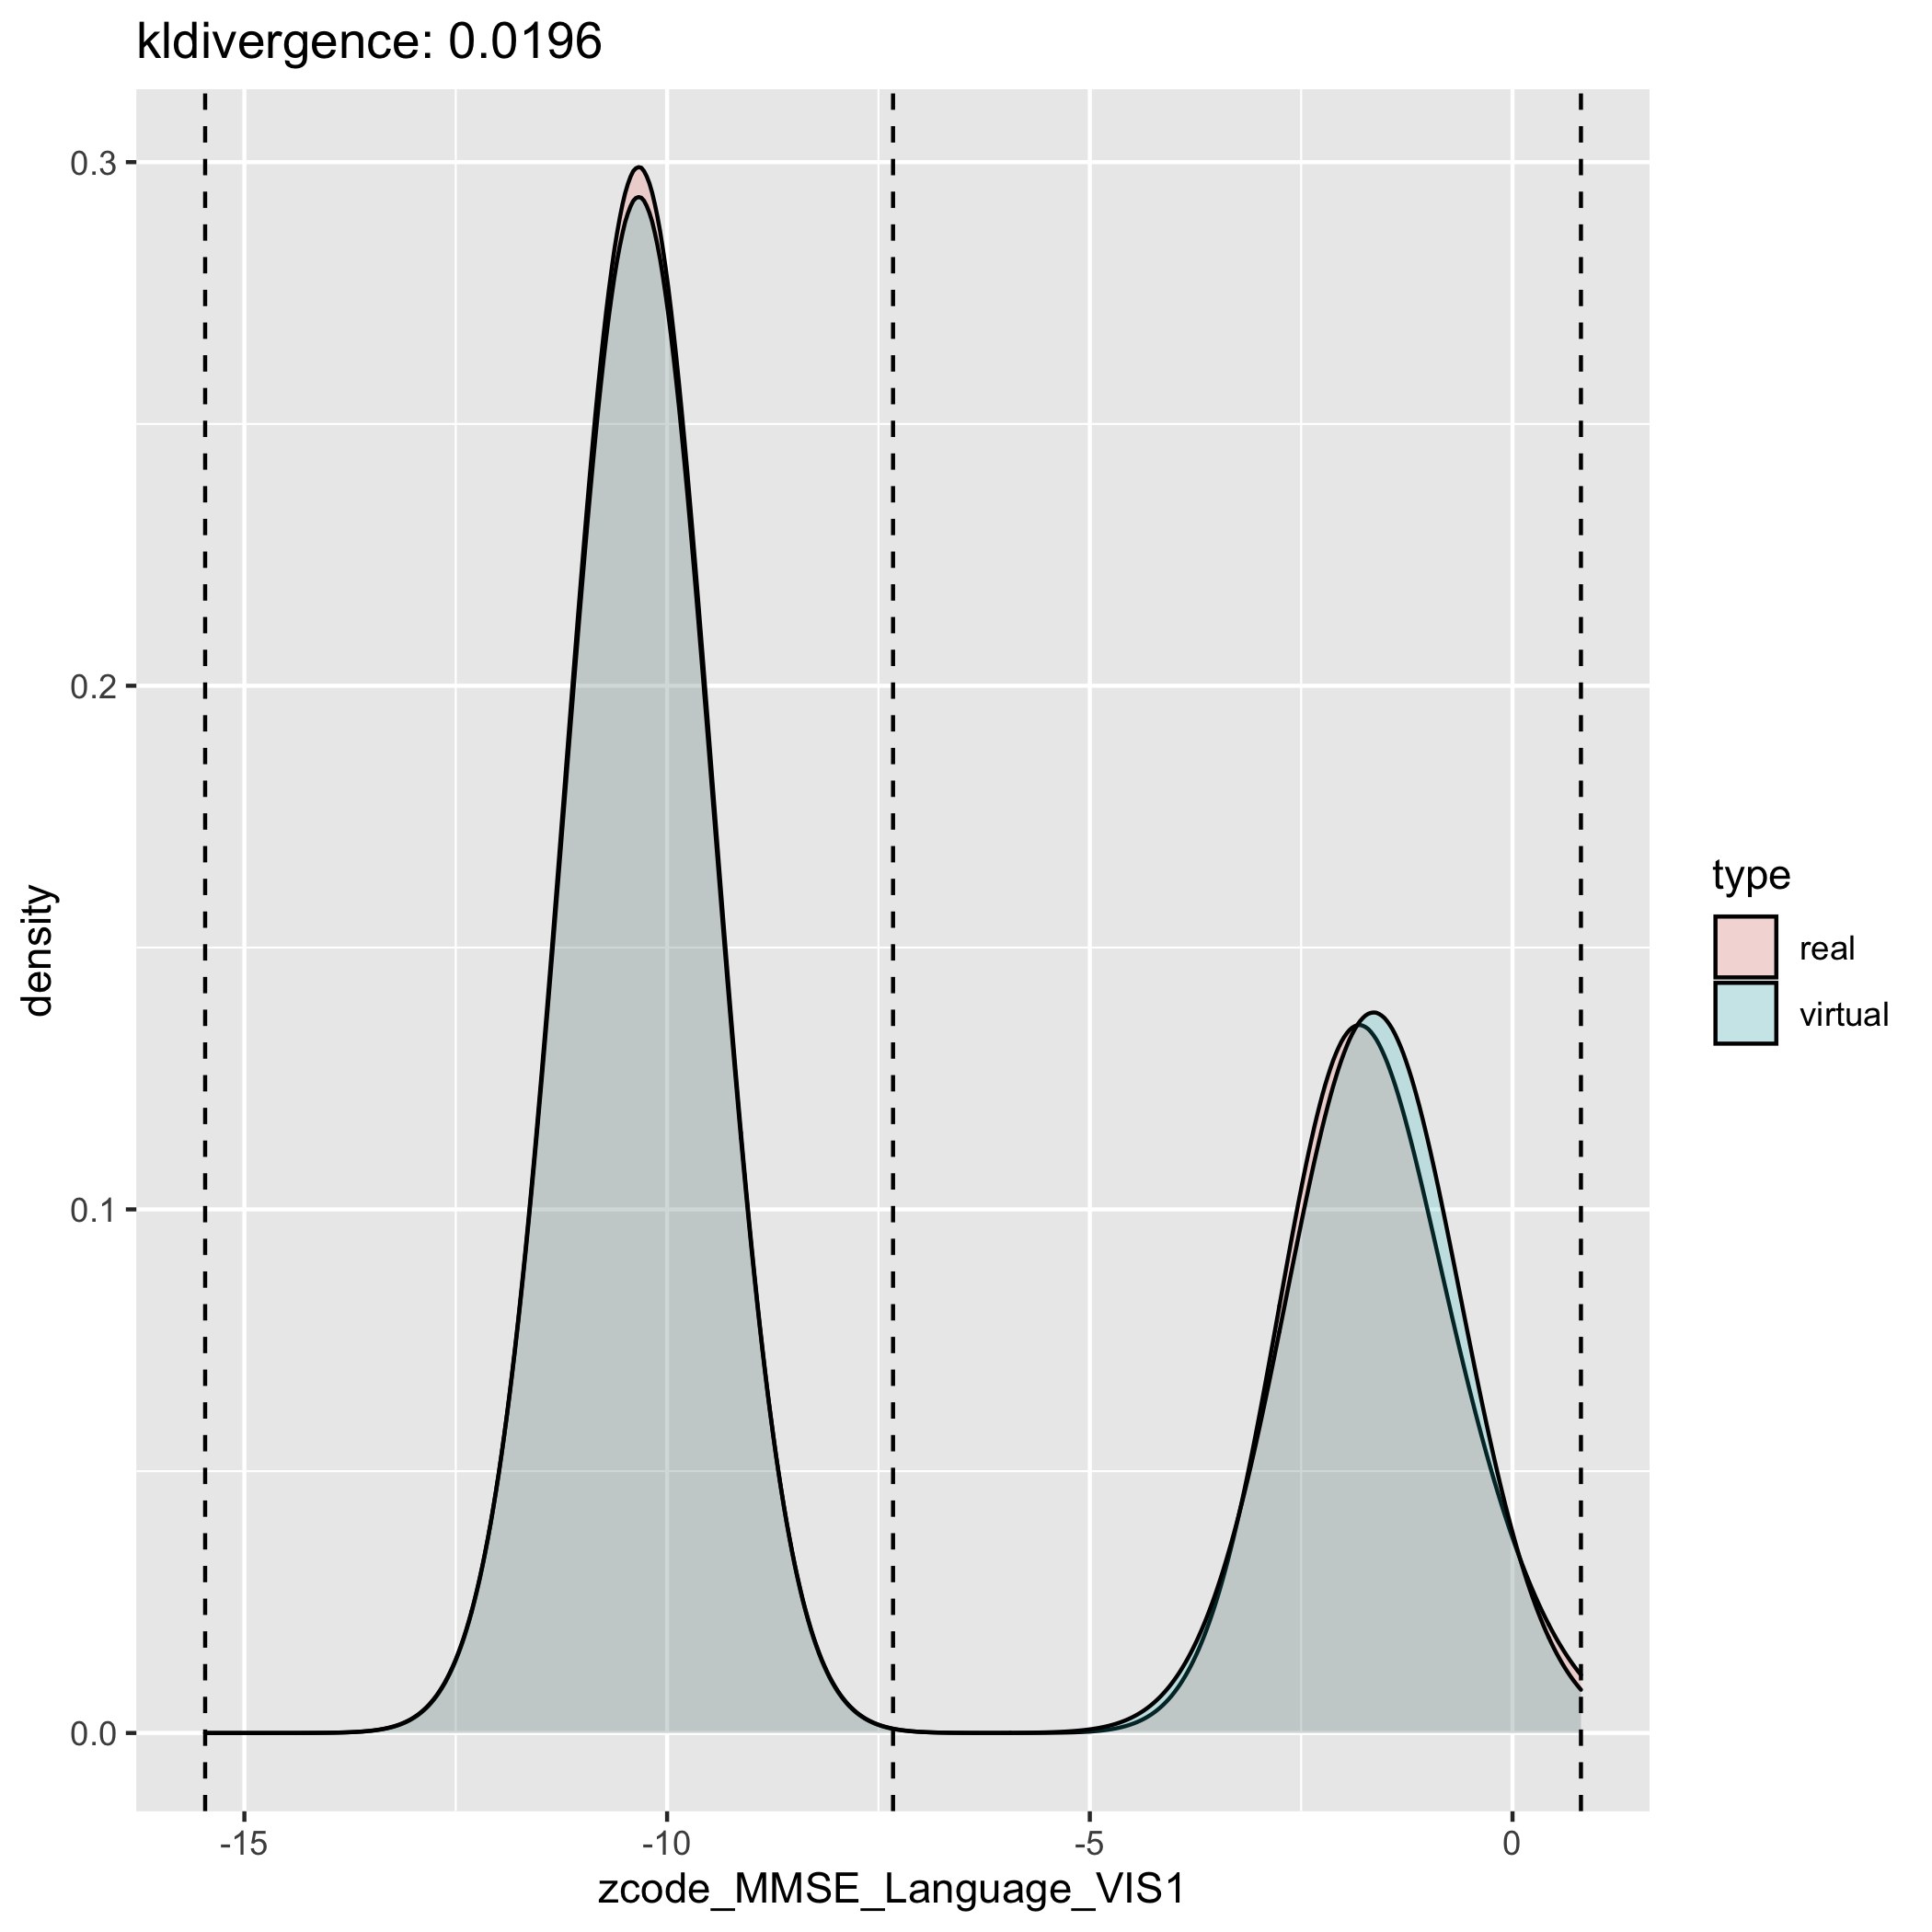 kldivergence: 0.0196
0.3
0.2
0.1
0.0
density
-15
-10
-5
0
zcode_MMSE_Language_VIS1
type
real
virtual